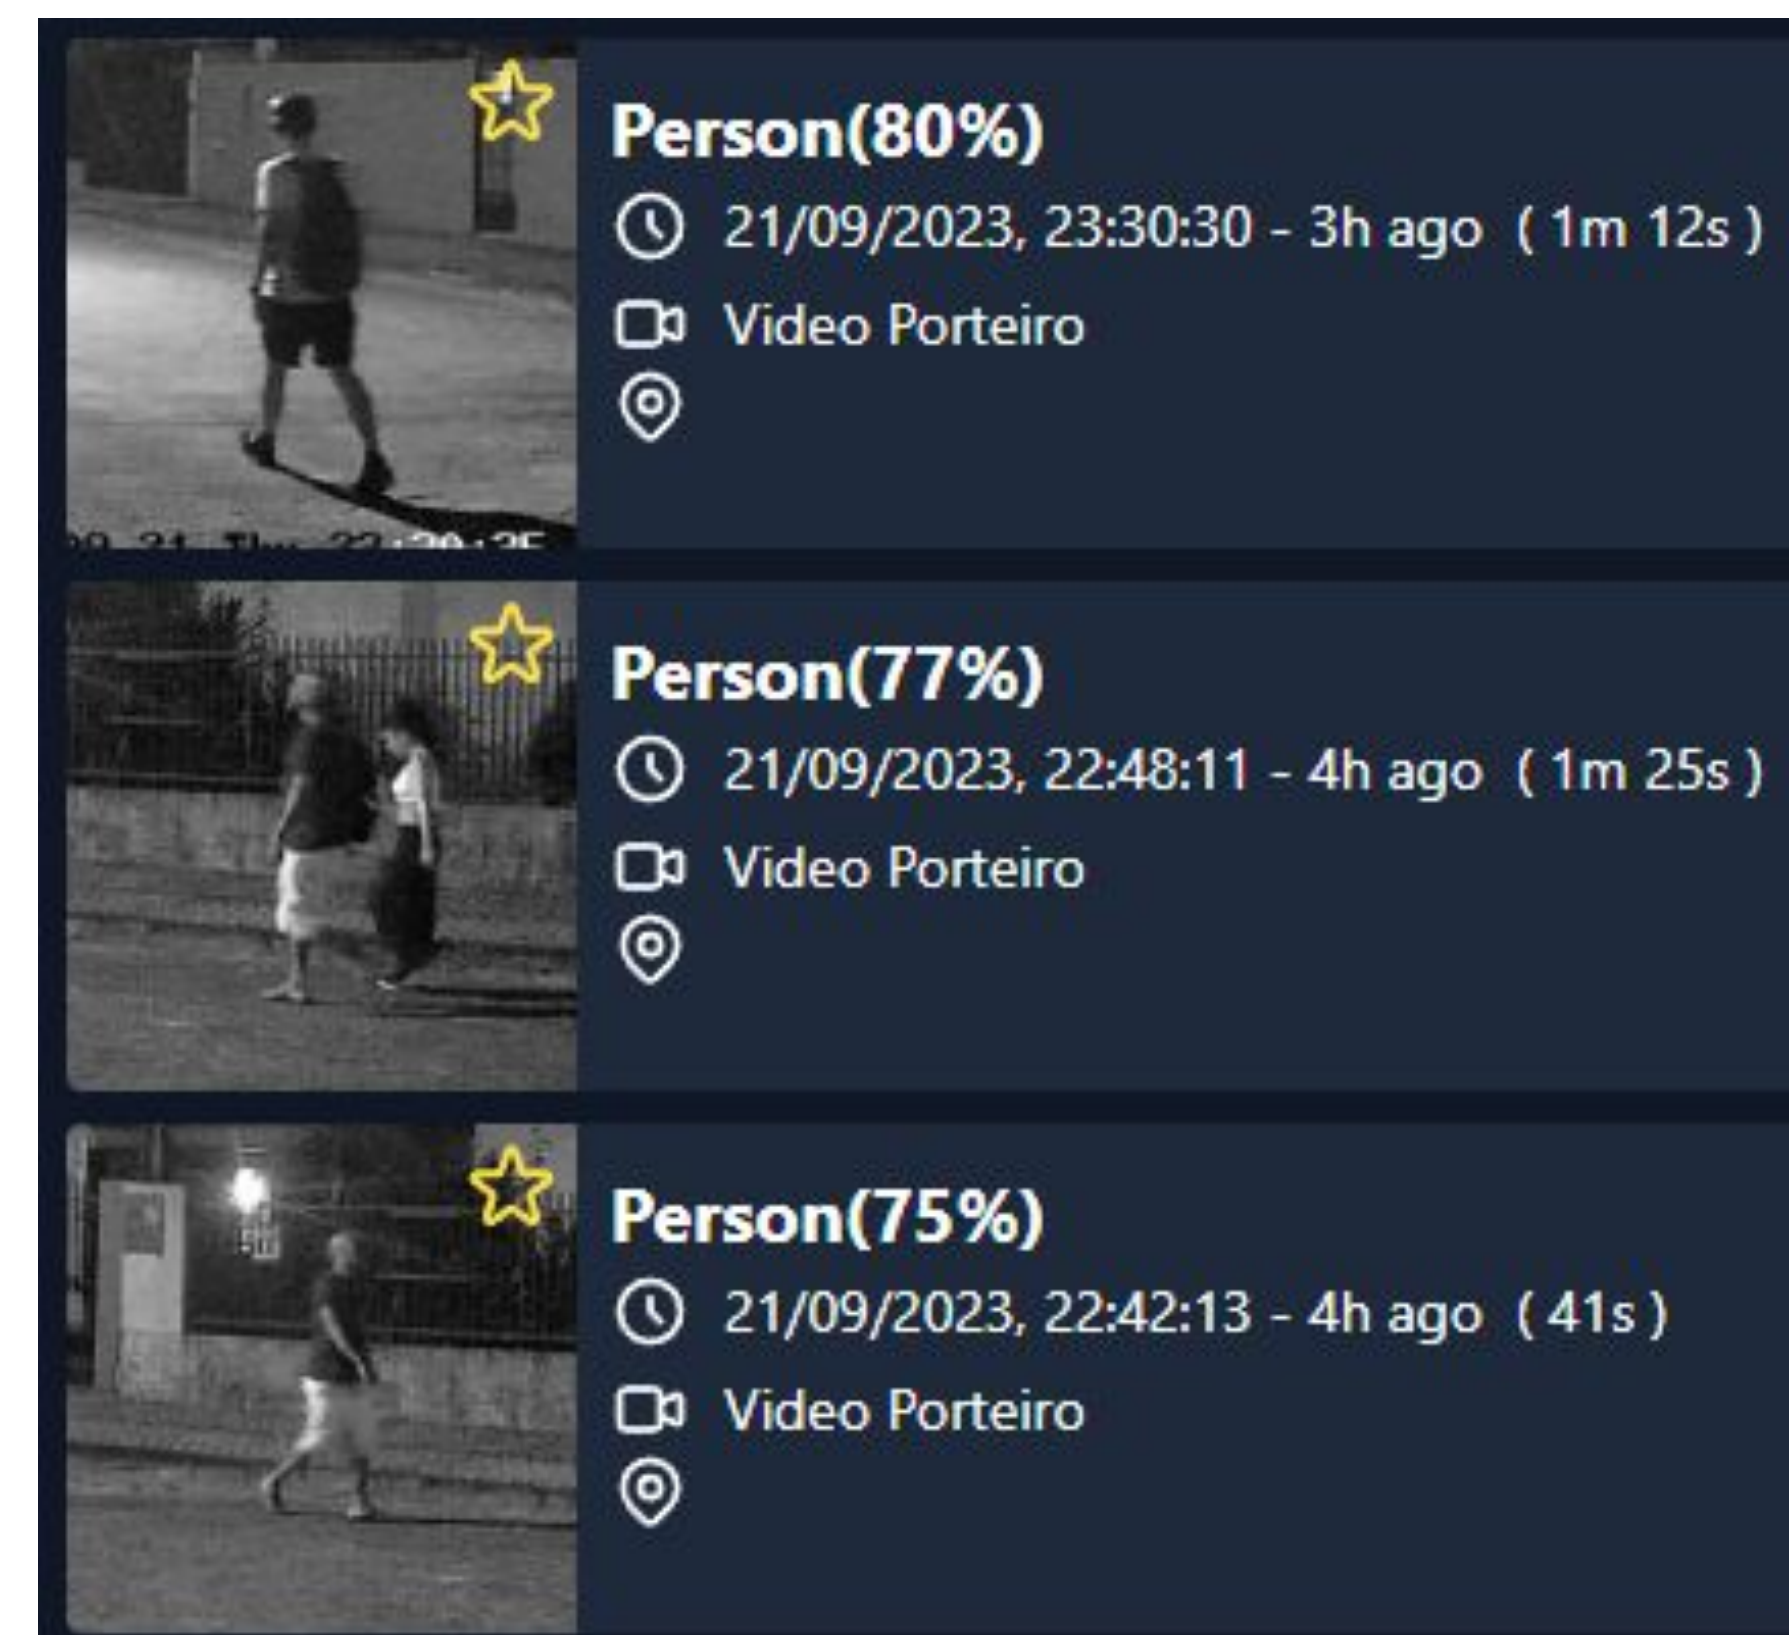 Person(80%)
21/09/2023, 23:30:30 - 3h ago ( 1m 12s )
Video Porteiro
Person(77%)
21/09/2023, 22:48:11 - 4h ago ( 1m 25s )
Video Porteiro
Person(75%)
21/09/2023, 22:42:13 - 4h ago ( 41s )
Video Porteiro